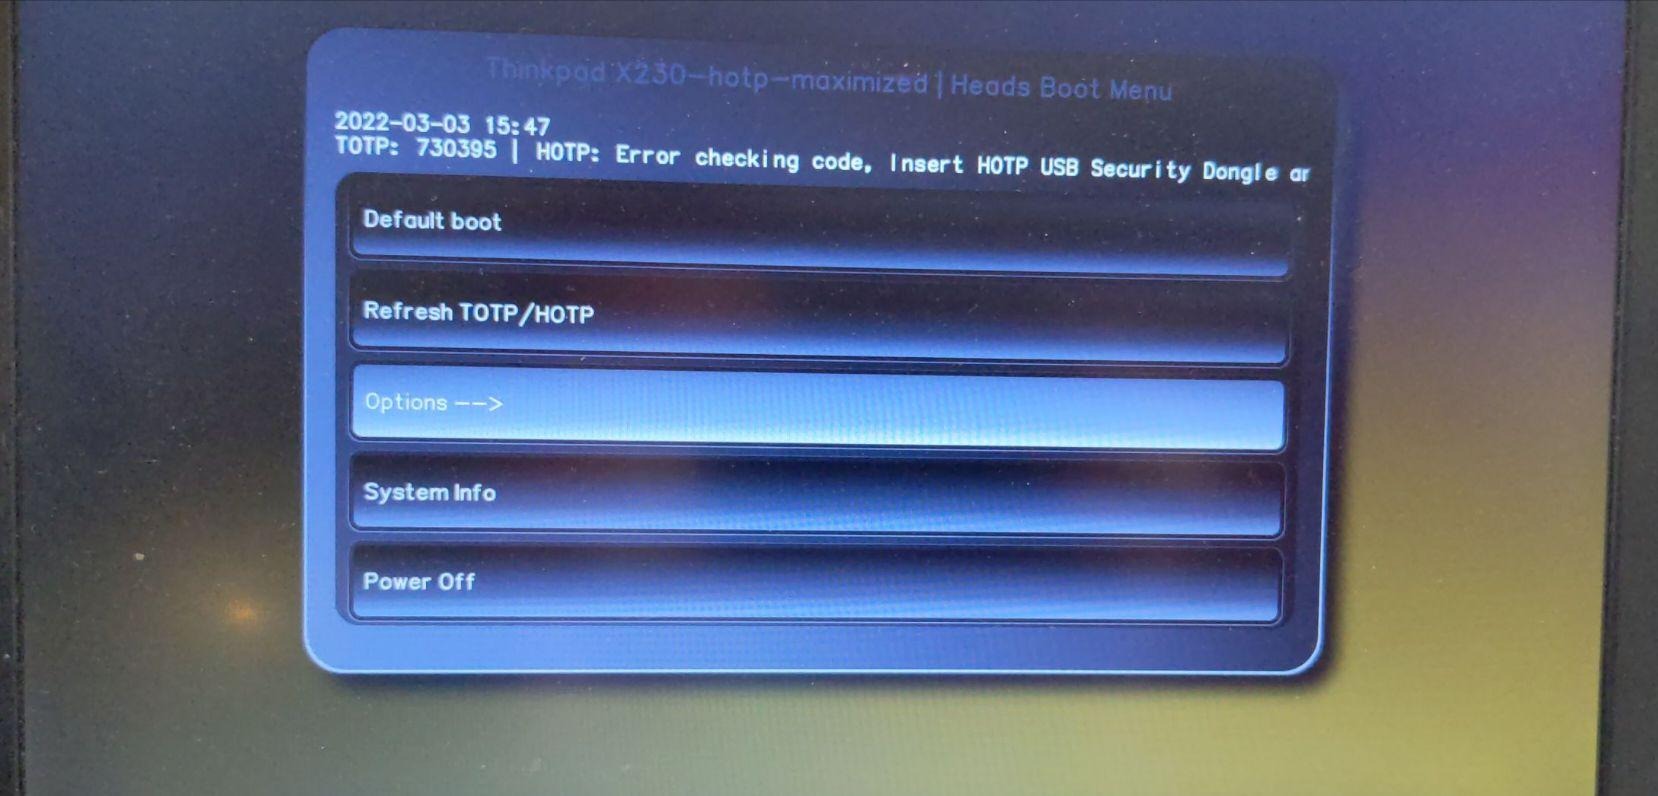 Thinkpad X230-hotp-maximized | Heads Boot Menu
2022-03-03 15:47
TOTP: 730395 | HOTP: Error checking code, Insert HOTP USB Security Dongle ar
Default boot
Refresh TOTP/HOTP
Options -->
System Info
Power Off